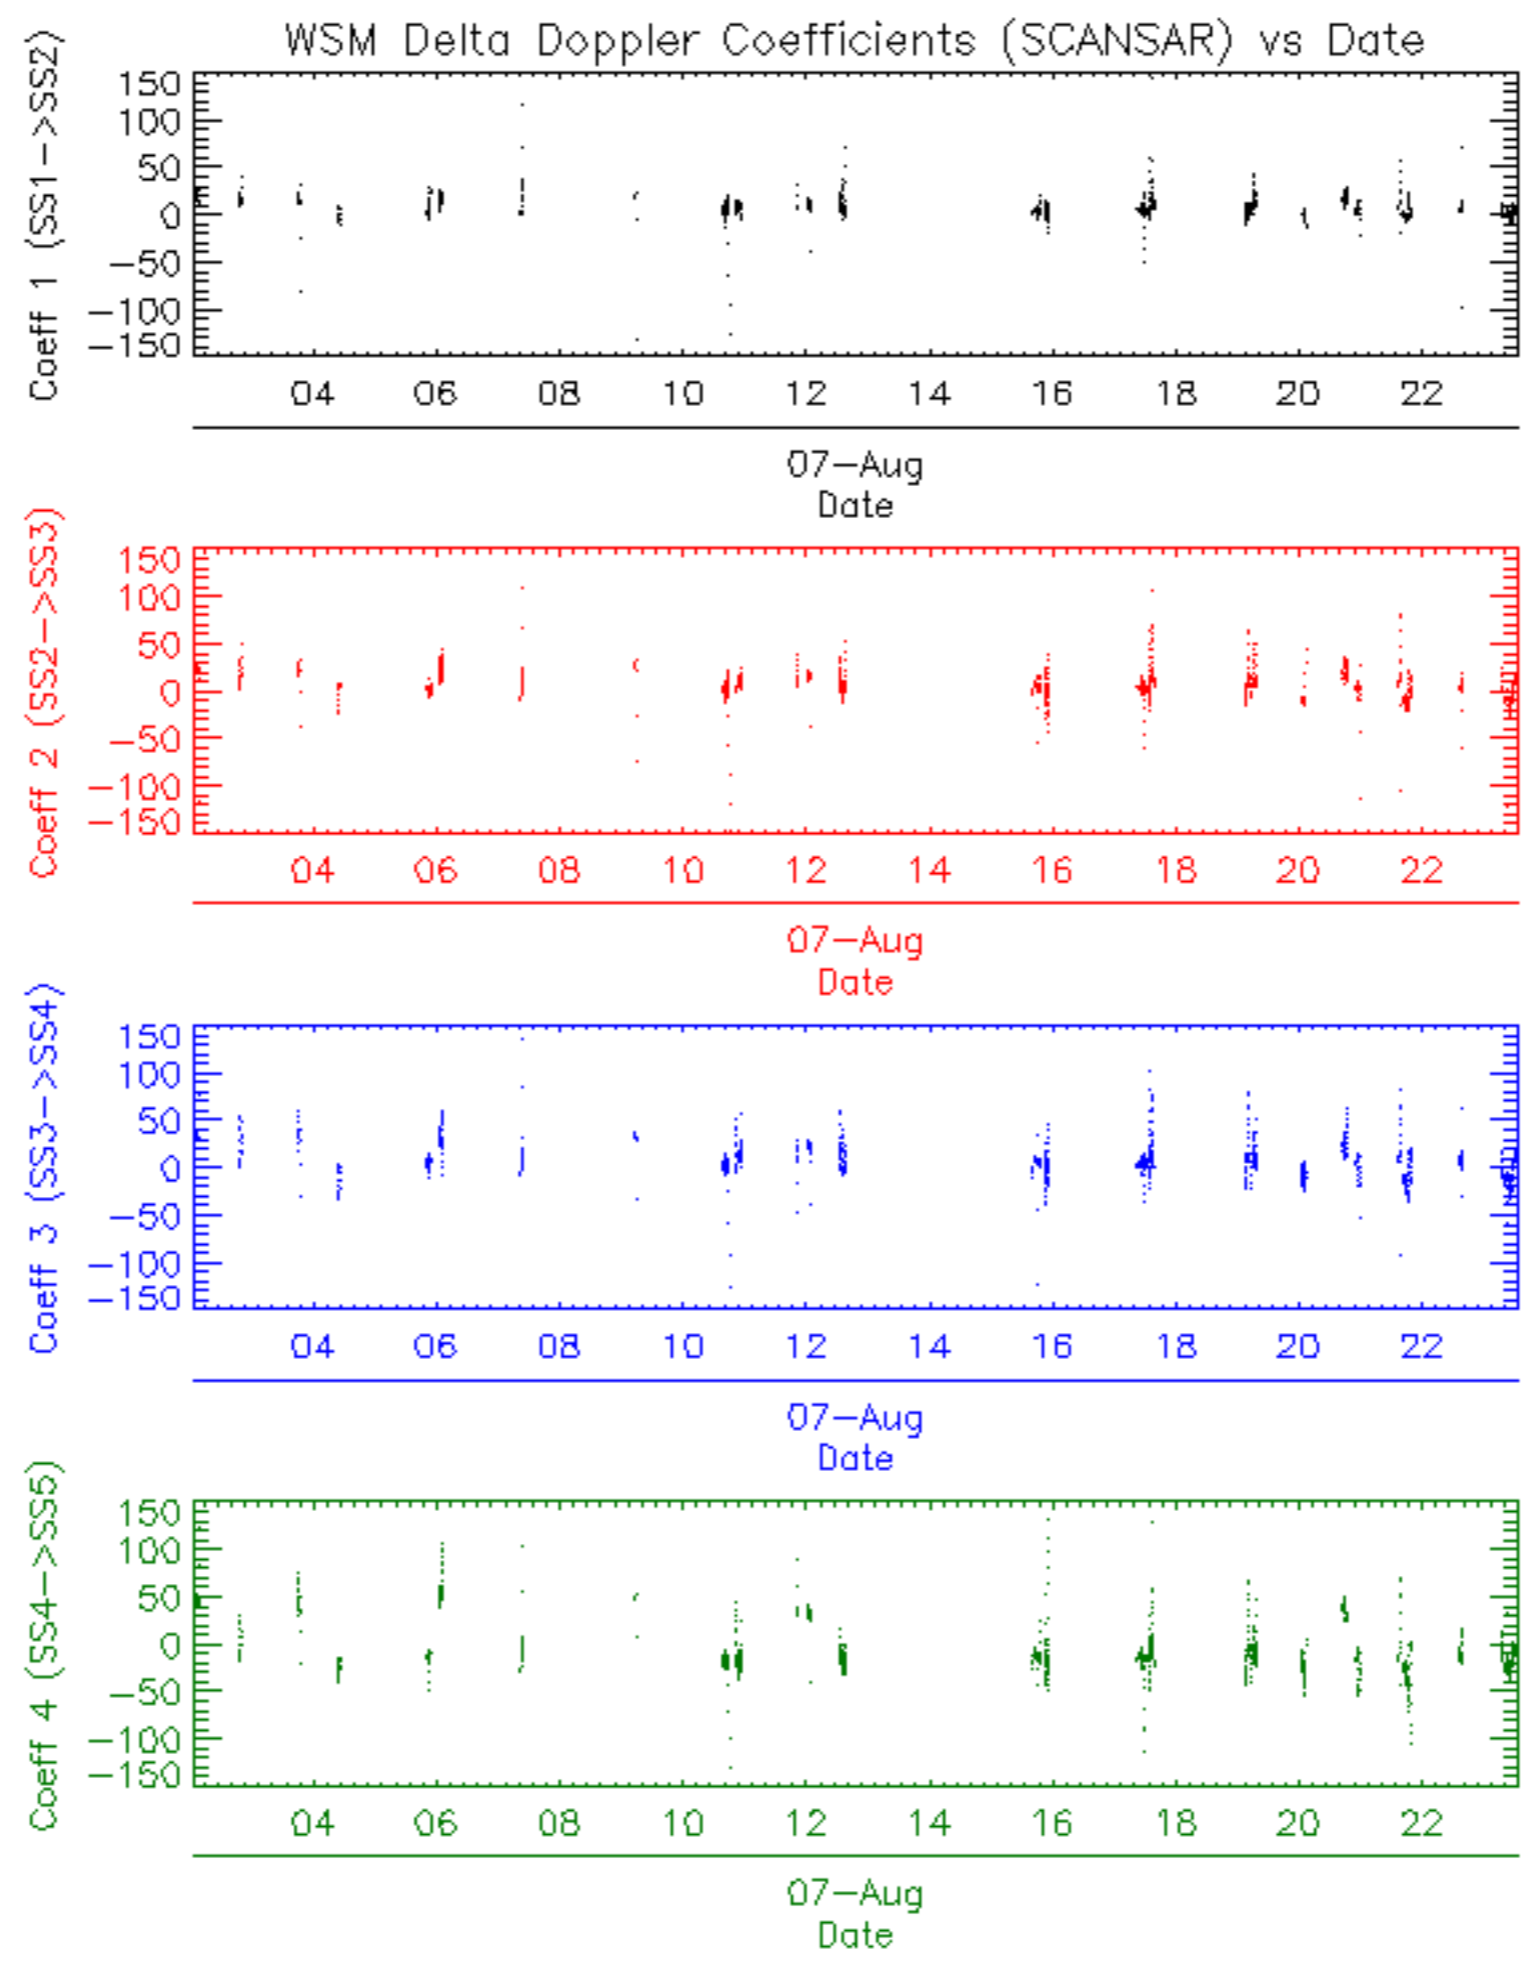 WSM Delta Doppler Coefficients (SCANSAR) vs Date
Coeff 1 (SS1->SS2)
150
100
50
0
-50
-100
-150
04 06 08 10 12 14 16 18 20 22
07-Aug
Date
Coeff 2 (SS2->SS3)
150
100
50
0
-50
-100
-150
04 06 08 10 12 14 16 18 20 22
07-Aug
Date
Coeff 3 (SS3->SS4)
150
100
50
0
-50
-100
-150
04 06 08 10 12 14 16 18 20 22
07-Aug
Date
Coeff 4 (SS4->SS5)
150
100
50
0
-50
-100
-150
04 06 08 10 12 14 16 18 20 22
07-Aug
Date